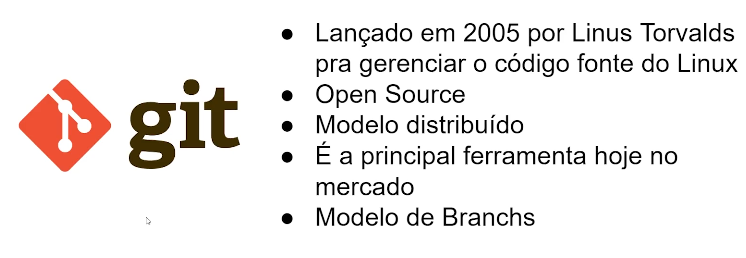 git
● Lançado em 2005 por Linus Torvalds
pra gerenciar o código fonte do Linux
● Open Source
● Modelo distribuído
● É a principal ferramenta hoje no
mercado
● Modelo de Branchs